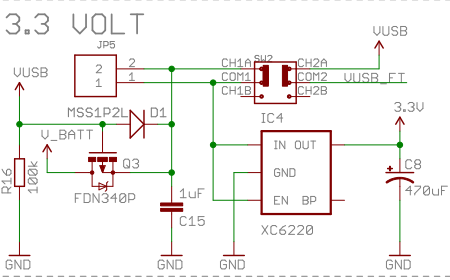 3.3 VOLT
JP5
VUSB
2 2
1 1
CH1A SW2 CH2A
COM1 COM2 VUSB_FT
CH1B CH2B
VUSB
MSS1P2L D1
V_BATT
IC4
3.3V
IN OUT
GND
EN BP
XC6220
R16
100k
Q3
FDN340P
1uF
C15
C8
470uF
GND
GND
GND
GND